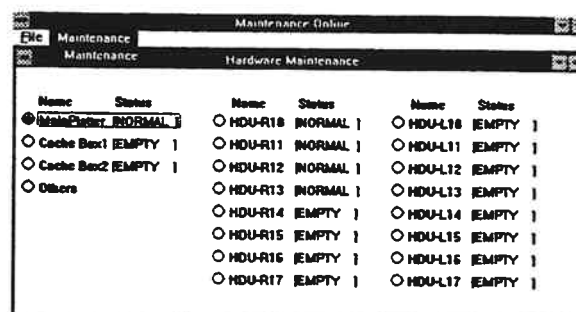 Maintenance Online
File Maintenance
Maintenance Hardware Maintenance
Name Status Name Status Name Status
MainPlatter [NORMAL ] HDU-R10 [NORMAL ] HDU-L10 [EMPTY ]
Cache Box1 [EMPTY ] HDU-R11 [NORMAL ] HDU-L11 [EMPTY ]
Cache Box2 [EMPTY ] HDU-R12 [NORMAL ] HDU-L12 [EMPTY ]
Others HDU-R13 [NORMAL ] HDU-L13 [EMPTY ]
HDU-R14 [EMPTY ] HDU-L14 [EMPTY ]
HDU-R15 [EMPTY ] HDU-L15 [EMPTY ]
HDU-R16 [EMPTY ] HDU-L16 [EMPTY ]
HDU-R17 [EMPTY ] HDU-L17 [EMPTY ]